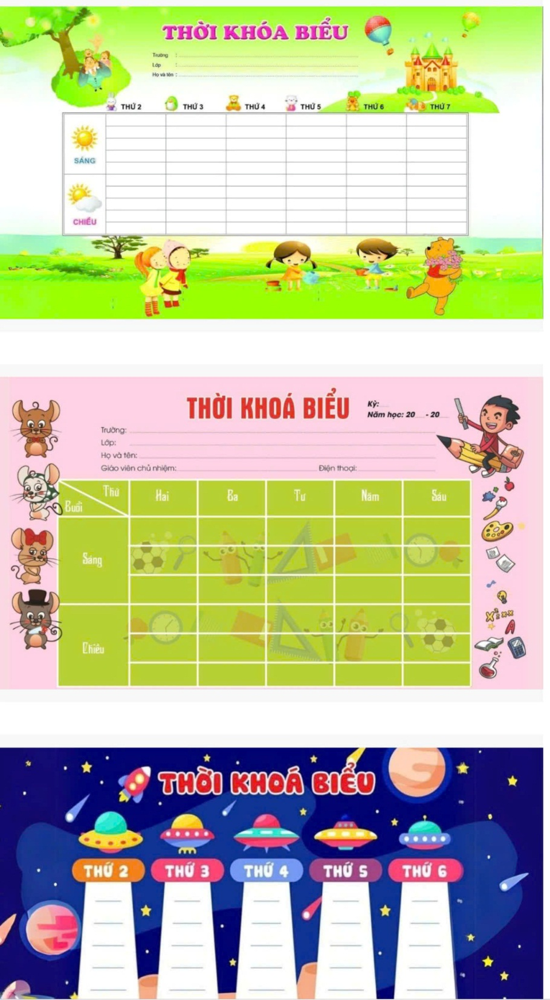 THỜI KHÓA BIỂU
Trường :
Lớp :
Họ và tên :
THỨ 2 THỨ 3 THỨ 4 THỨ 5 THỨ 6 THỨ 7
SÁNG
CHIỀU
THỜI KHOÁ BIỂU
Kỳ:
Năm học: 20 - 20
Trường:
Lớp:
Họ và tên:
Giáo viên chủ nhiệm: Điện thoại:
Thứ
Buổi
Hai Ba Tư Năm Sáu
Sáng
Chiều
A
THỜI KHOÁ BIỂU
THỨ 2 THỨ 3 THỨ 4 THỨ 5 THỨ 6